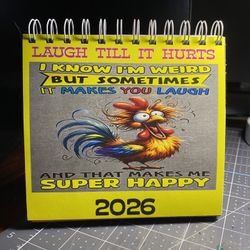 LAUGH TILL IT HURTS
I KNOW I'M WEIRD
BUT SOMETIMES
IT MAKES YOU LAUGH
AND THAT MAKES ME
SUPER HAPPY
2026